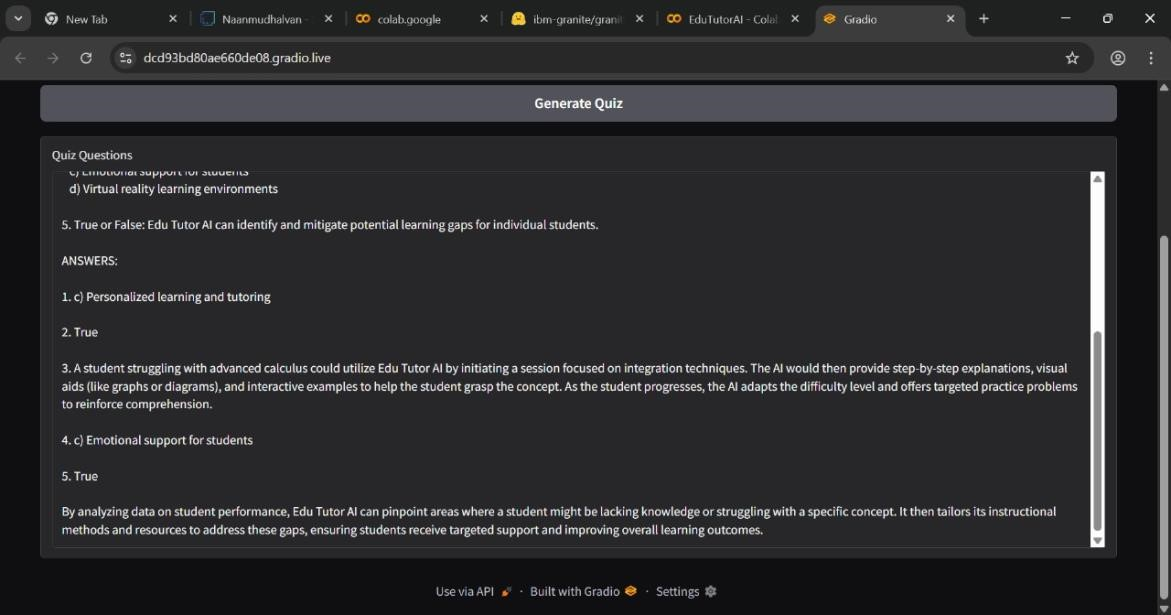 New Tab
Naanmudhalvan -
colab.google
ibm-granite/grani
EduTutorAI - Colab
Gradio
dcd93bd80ae660de08.gradio.live
Generate Quiz
Quiz Questions
c) Emotional support for students
d) Virtual reality learning environments
5. True or False: Edu Tutor AI can identify and mitigate potential learning gaps for individual students.
ANSWERS:
1. c) Personalized learning and tutoring
2. True
3. A student struggling with advanced calculus could utilize Edu Tutor AI by initiating a session focused on integration techniques. The AI would then provide step-by-step explanations, visual
aids (like graphs or diagrams), and interactive examples to help the student grasp the concept. As the student progresses, the AI adapts the difficulty level and offers targeted practice problems
to reinforce comprehension.
4. c) Emotional support for students
5. True
By analyzing data on student performance, Edu Tutor AI can pinpoint areas where a student might be lacking knowledge or struggling with a specific concept. It then tailors its instructional
methods and resources to address these gaps, ensuring students receive targeted support and improving overall learning outcomes.
Use via API · Built with Gradio · Settings